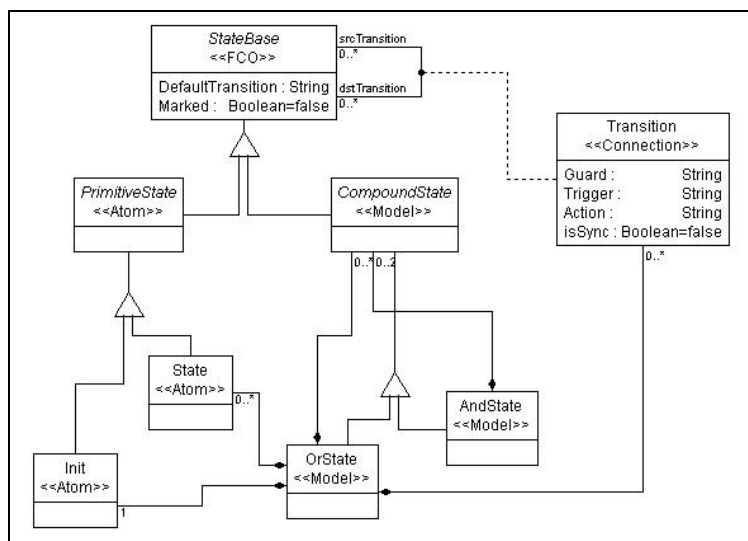 StateBase
<<FCO>>
DefaultTransition : String
Marked : Boolean=false
srcTransition
0..*
dstTransition
0..*
Transition
<<Connection>>
Guard : String
Trigger : String
Action : String
isSync : Boolean=false
0..*
PrimitiveState
<<Atom>>
CompoundState
<<Model>>
0..*
0..2
State
<<Atom>>
0..*
AndState
<<Model>>
Init
<<Atom>>
1
OrState
<<Model>>